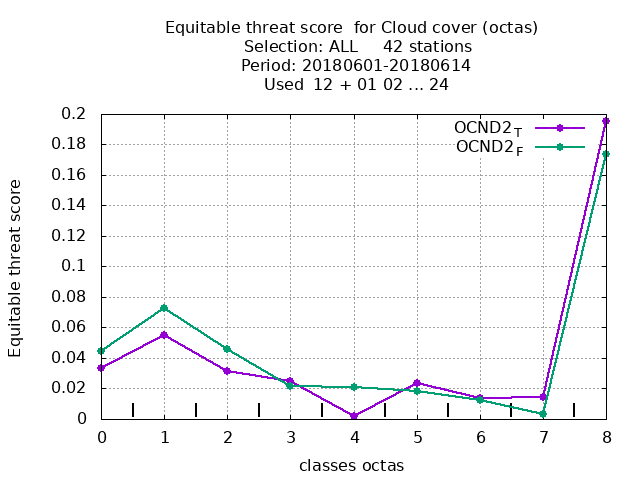 Equitable threat score  for Cloud cover (octas)
Selection: ALL     42 stations
Period: 20180601-20180614
Used  12 + 01 02 ... 24
OCND2T
OCND2F
Equitable threat score
0.2
0.18
0.16
0.14
0.12
0.1
0.08
0.06
0.04
0.02
0
0 1 2 3 4 5 6 7 8
classes octas